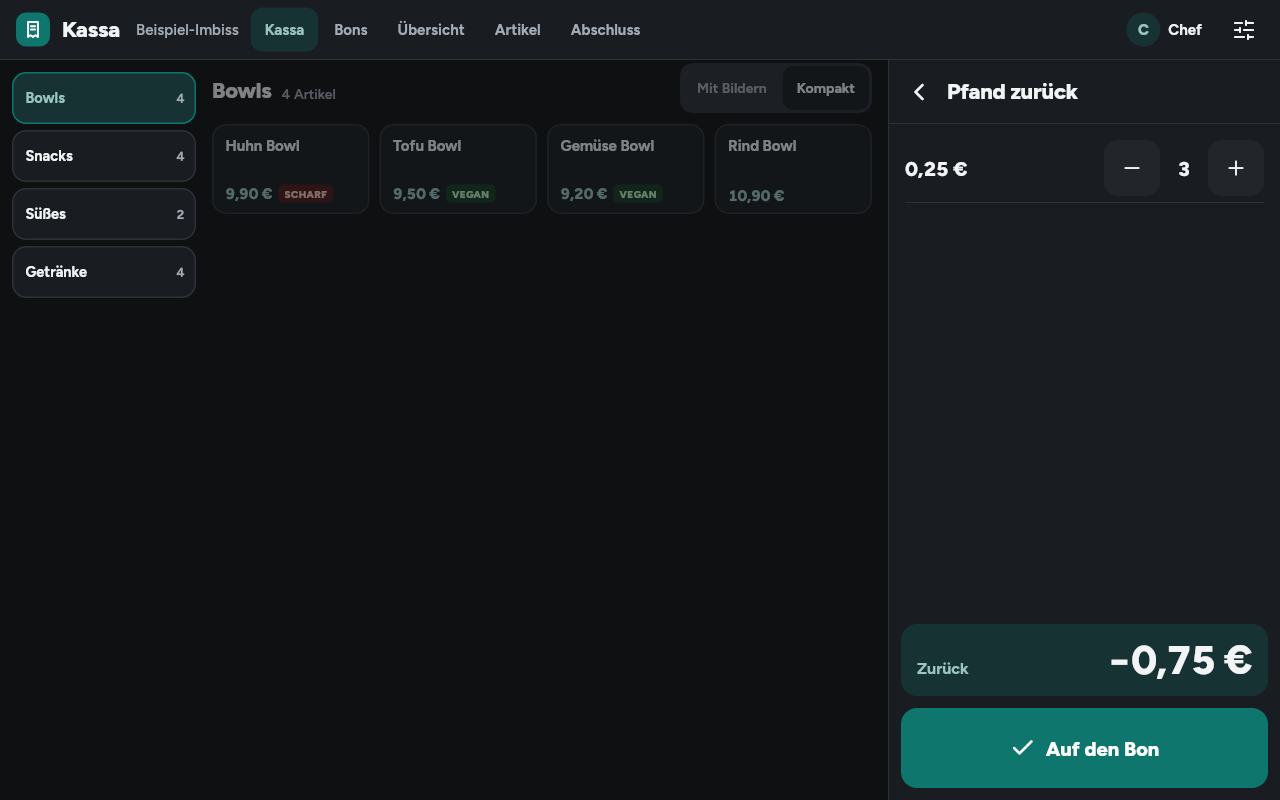 Kassa Beispiel-Imbiss Kassa Bons Übersicht Artikel Abschluss C Chef
Bowls 4
Snacks 4
Süßes 2
Getränke 4
Bowls 4 Artikel Mit Bildern Kompakt
Huhn Bowl
9,90 € SCHARF
Tofu Bowl
9,50 € VEGAN
Gemüse Bowl
9,20 € VEGAN
Rind Bowl
10,90 €
Pfand zurück
0,25 € − 3 +
Zurück −0,75 €
Auf den Bon